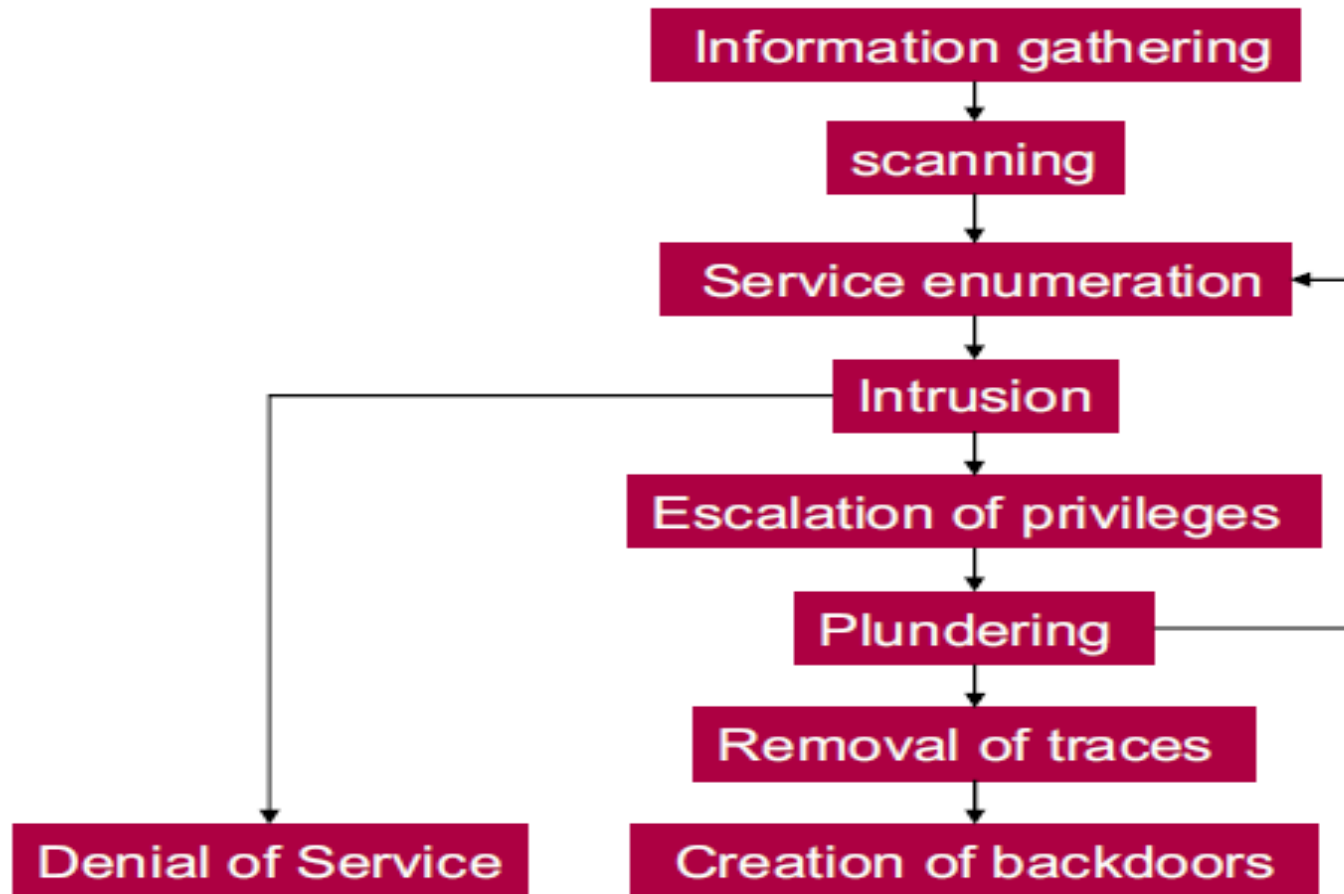 Information gathering
scanning
Service enumeration
Intrusion
Escalation of privileges
Plundering
Removal of traces
Denial of Service
Creation of backdoors